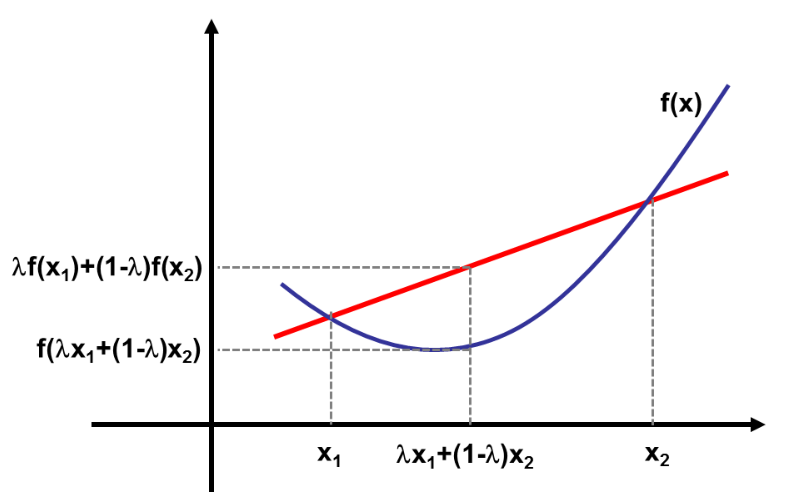 f(x)
λf(x₁)+(1-λ)f(x₂)
f(λx₁+(1-λ)x₂)
x₁
λx₁+(1-λ)x₂
x₂